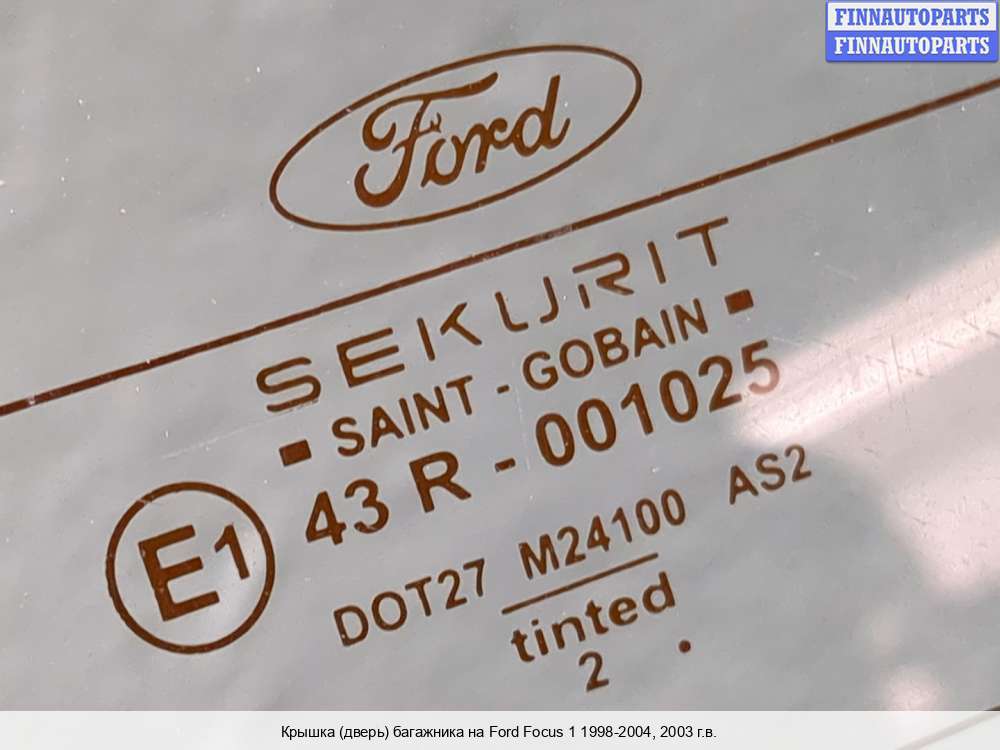 FINNAUTOPARTS
FINNAUTOPARTS
Ford
SEKURIT
SAINT - GOBAIN
E1
43 R - 001025
DOT27 M24100 AS2
tinted
2 .
Крышка (дверь) багажника на Ford Focus 1 1998-2004, 2003 г.в.